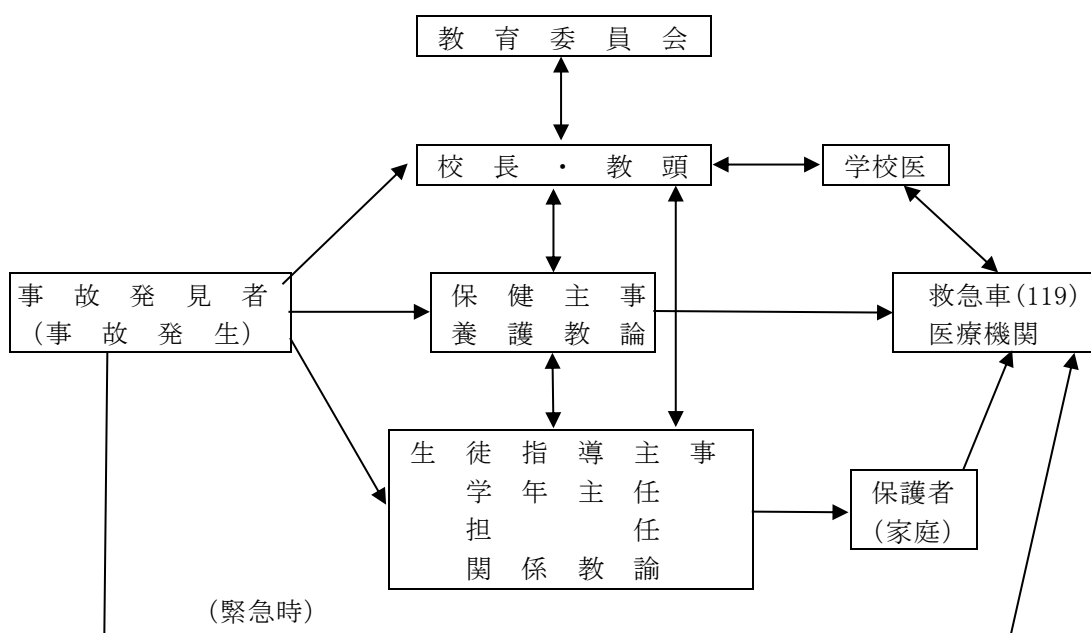 教育委員会
校長・教頭
学校医
事故発見者
(事故発生)
保健主事
養護教論
救急車(119)
医療機関
生徒指導主事
学年主任
担任
関係教論
保護者
(家庭)
(緊急時)